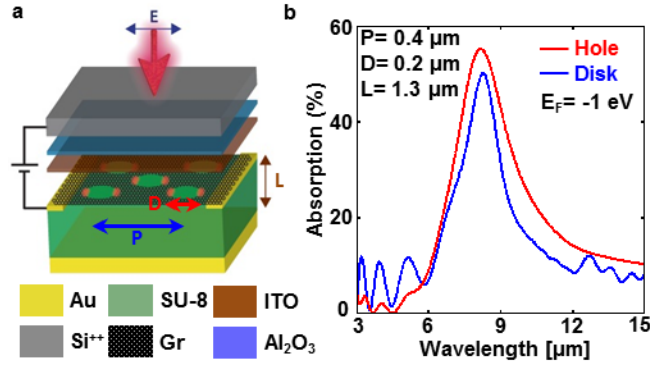 a
E
L
D
P
Au
SU-8
ITO
Si++
Gr
Al2O3
b
P= 0.4 μm
D= 0.2 μm
L= 1.3 μm
Hole
Disk
EF= -1 eV
Absorption (%)
60
40
20
0
3
6
9
12
15
Wavelength [μm]